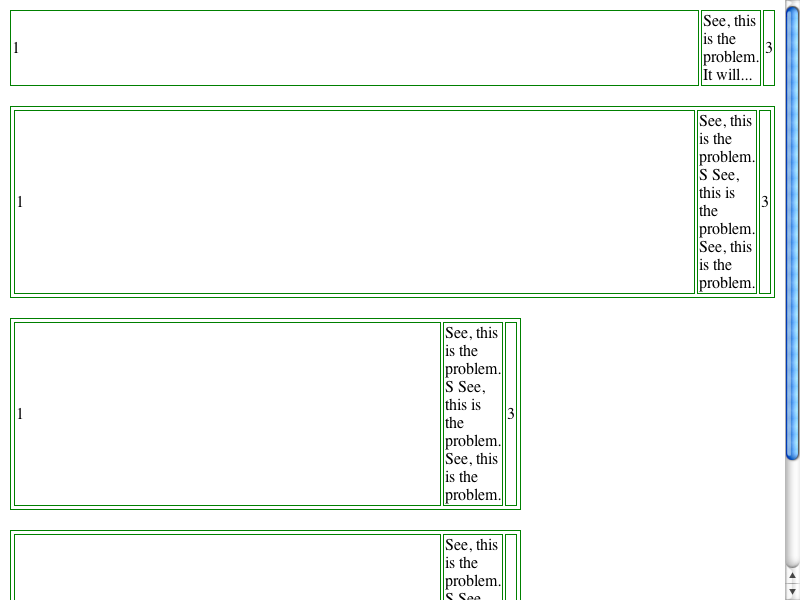 1
See, this
is the
problem.
It will...
3
1
See, this
is the
problem.
S See,
this is
the
problem.
See, this
is the
problem.
3
1
See, this
is the
problem.
S See,
this is
the
problem.
See, this
is the
problem.
3
See, this
is the
problem.
S See